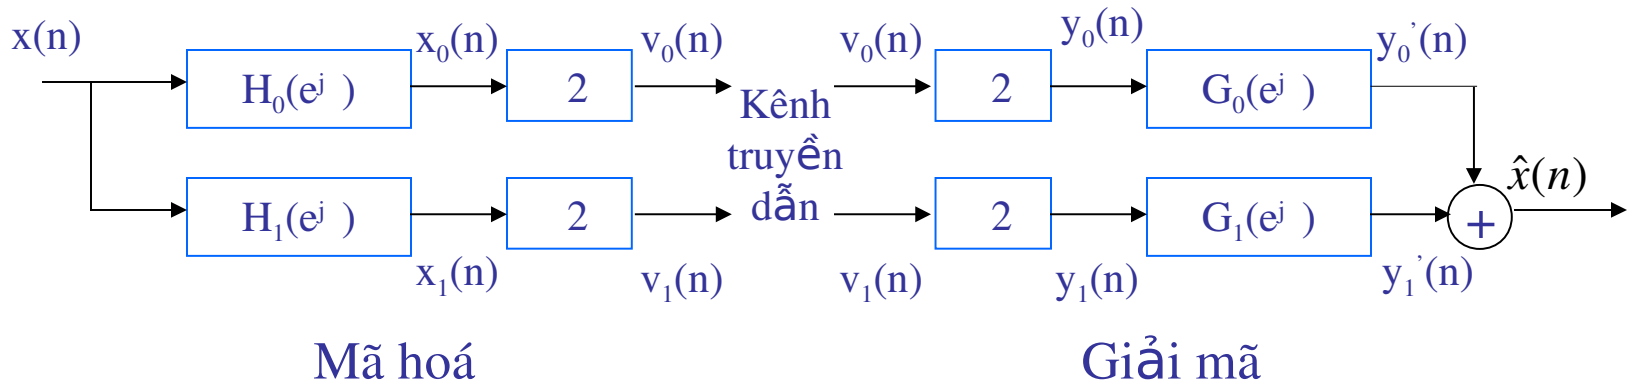 x(n) H₀(eʲ ) x₀(n) 2 v₀(n) v₀(n) 2 y₀(n) G₀(eʲ ) y₀’(n)
Kênh
truyền
dẫn
H₁(eʲ ) x₁(n) 2 v₁(n) v₁(n) 2 y₁(n) G₁(eʲ ) y₁’(n) + x̂(n)
Mã hoá Giải mã